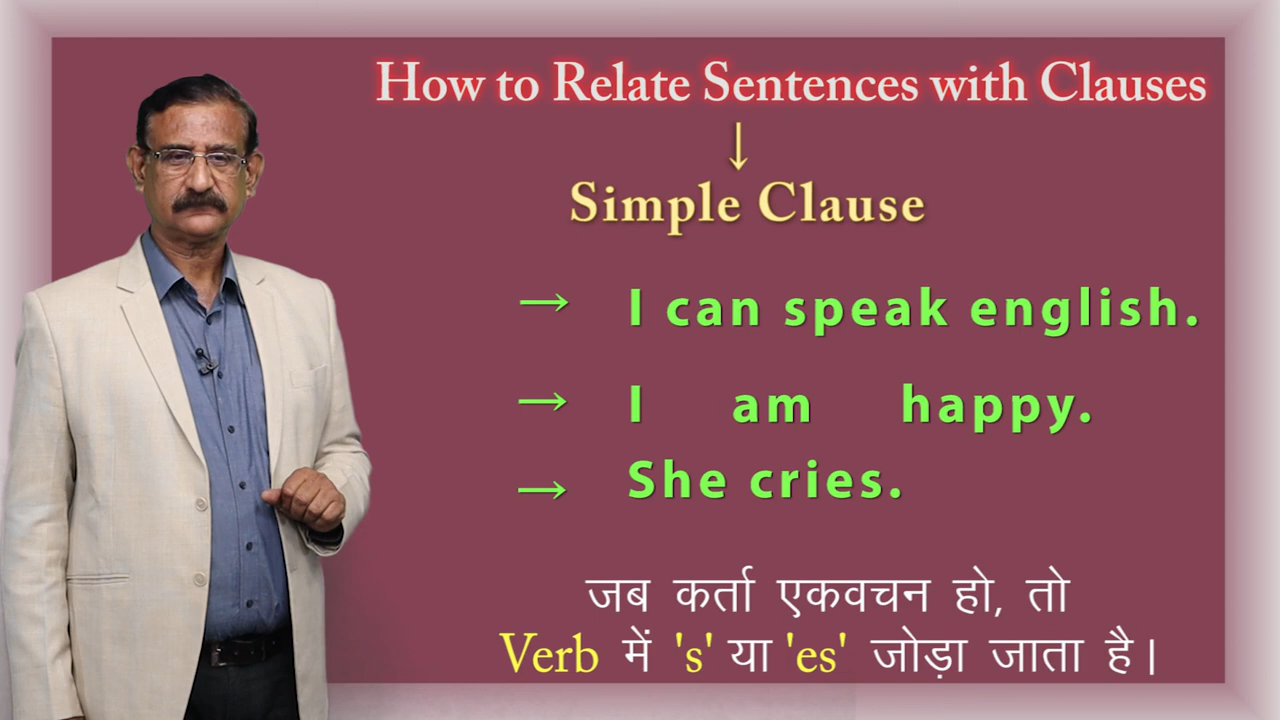 How to Relate Sentences with Clauses
↓
Simple Clause
→ I can speak english.
→ I am happy.
→ She cries.
जब कर्ता एकवचन हो, तो
Verb में 's' या 'es' जोड़ा जाता है।